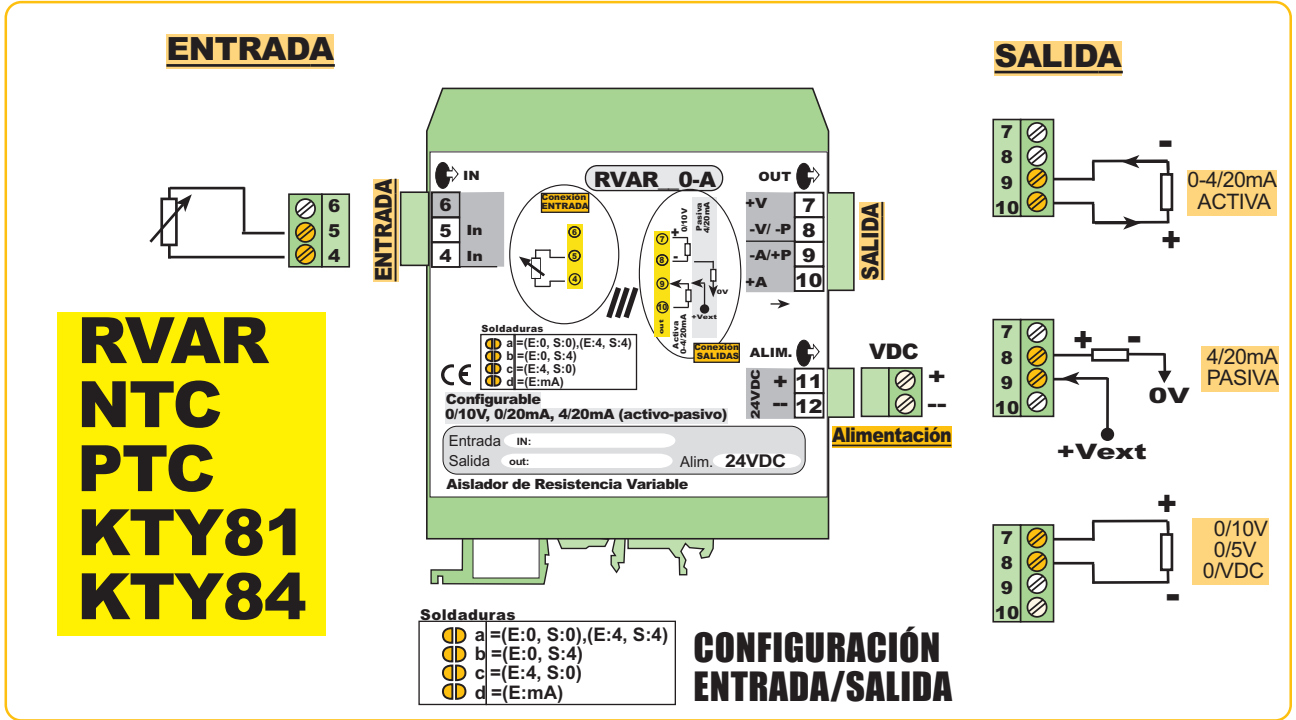 ENTRADA
SALIDA
6
5
4
RVAR
NTC
PTC
KTY81
KTY84
ENTRADA
IN
6
5 In
4 In
RVAR 0-A
OUT
+V 7
-V/ -P 8
-A/+P 9
+A 10
SALIDA
Conexión
ENTRADA
6
5
4
7
8
9
10
out
+
-
0/10V
Pasiva
4/20mA
0V
+Vext
Activa
0-4/20mA
Conexión
SALIDAS
Soldaduras
a =(E:0, S:0),(E:4, S:4)
b =(E:0, S:4)
c =(E:4, S:0)
d =(E:mA)
CE
Configurable
0/10V, 0/20mA, 4/20mA (activo-pasivo)
ALIM.
24VDC
+ 11
-- 12
VDC
+
--
Alimentación
Entrada IN:
Salida out: Alim. 24VDC
Aislador de Resistencia Variable
7
8
9
10
-
+
0-4/20mA
ACTIVA
7
8
9
10
+ -
0V
+Vext
4/20mA
PASIVA
7
8
9
10
+
-
0/10V
0/5V
0/VDC
Soldaduras
a =(E:0, S:0),(E:4, S:4)
b =(E:0, S:4)
c =(E:4, S:0)
d =(E:mA)
CONFIGURACIÓN
ENTRADA/SALIDA